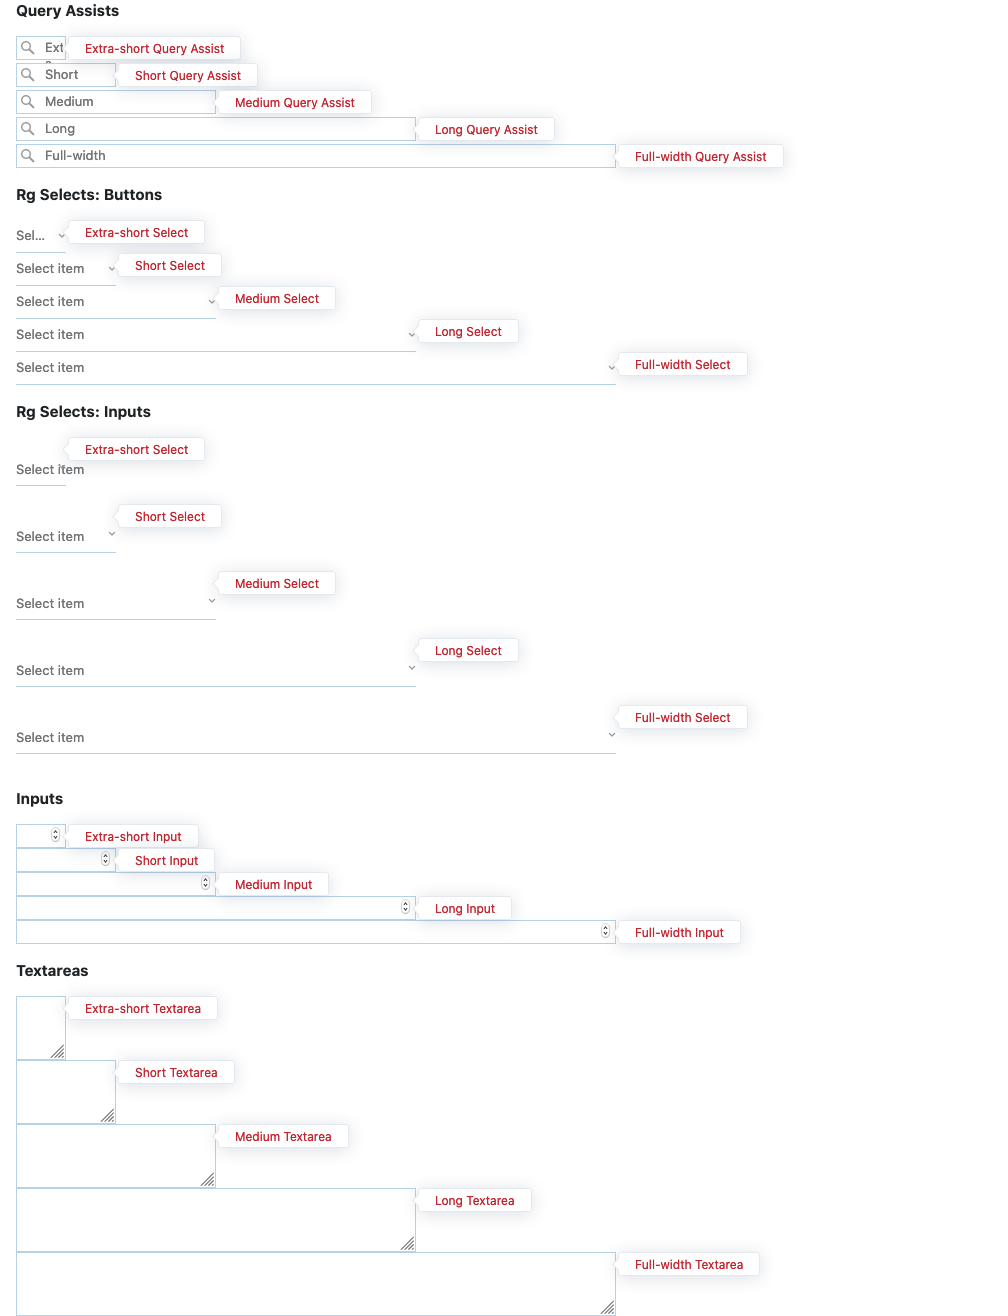 Query Assists
Ext Extra-short Query Assist
Short Short Query Assist
Medium Medium Query Assist
Long Long Query Assist
Full-width Full-width Query Assist
Rg Selects: Buttons
Sel... Extra-short Select
Select item Short Select
Select item Medium Select
Select item Long Select
Select item Full-width Select
Rg Selects: Inputs
Extra-short Select
Select item
Short Select
Select item
Medium Select
Select item
Long Select
Select item
Full-width Select
Select item
Inputs
Extra-short Input
Short Input
Medium Input
Long Input
Full-width Input
Textareas
Extra-short Textarea
Short Textarea
Medium Textarea
Long Textarea
Full-width Textarea